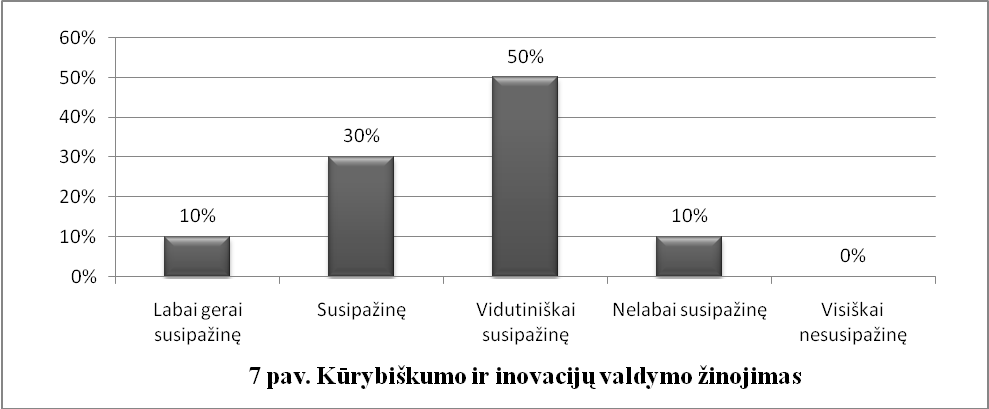 60%
50%
50%
40%
30%
30%
20%
10%
10%
10%
0%
0%
Labai gerai
susipažinę
Susipažinę
Vidutiniškai
susipažinę
Nelabai susipažinę
Visiškai
nesusipažinę
7 pav. Kūrybiškumo ir inovacijų valdymo žinojimas